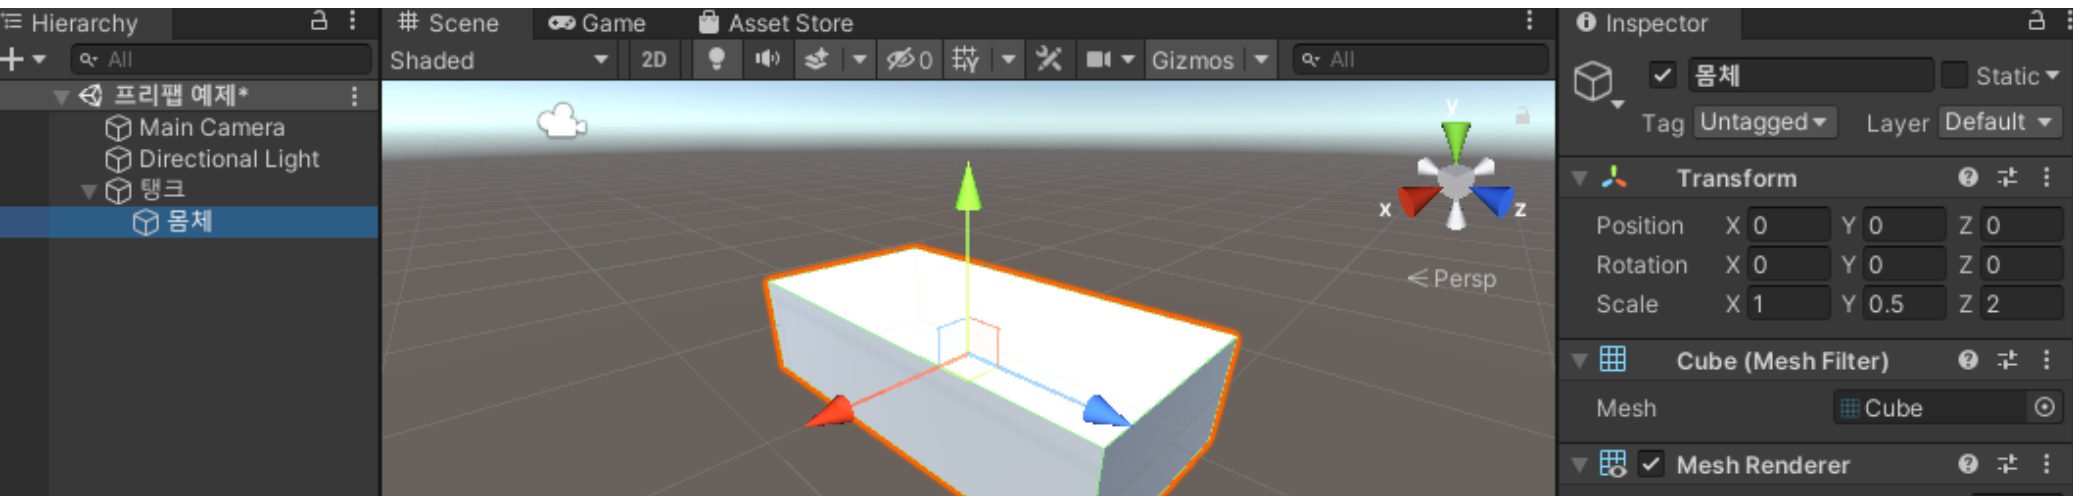 Hierarchy
All
프리팹 예제*
Main Camera
Directional Light
탱크
몸체
Scene Game Asset Store
Shaded 2D 0 Gizmos All
y
x z
< Persp
Inspector
몸체 Static
Tag Untagged Layer Default
Transform
Position X 0 Y 0 Z 0
Rotation X 0 Y 0 Z 0
Scale X 1 Y 0.5 Z 2
Cube (Mesh Filter)
Mesh Cube
Mesh Renderer